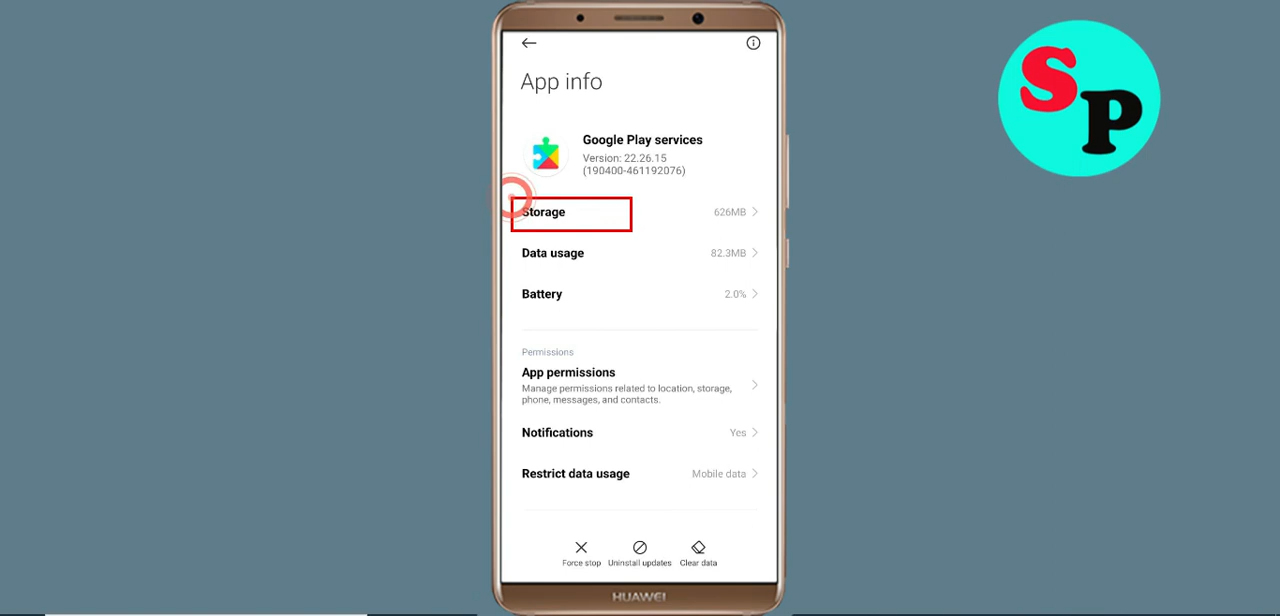 App info
Google Play services
Version: 22.26.15
(190400-461192076)
Storage 626MB
Data usage 82.3MB
Battery 2.0%
Permissions
App permissions
Manage permissions related to location, storage,
phone, messages, and contacts.
Notifications Yes
Restrict data usage Mobile data
Force stop Uninstall updates Clear data
HUAWEI
SP